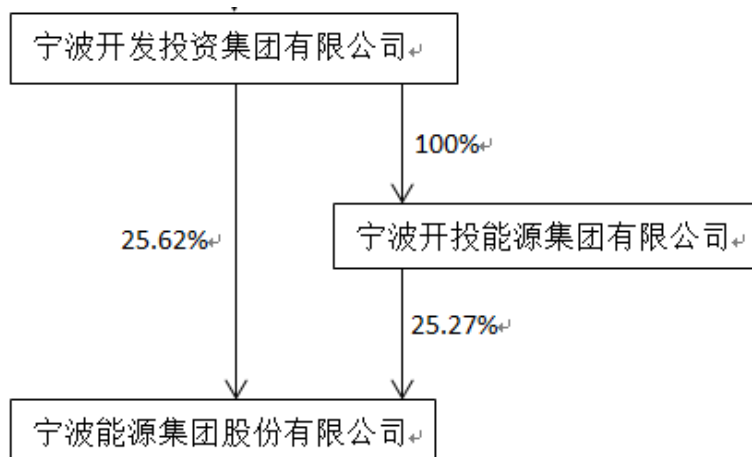 宁波开发投资集团有限公司
100%
25.62%
宁波开投能源集团有限公司
25.27%
宁波能源集团股份有限公司